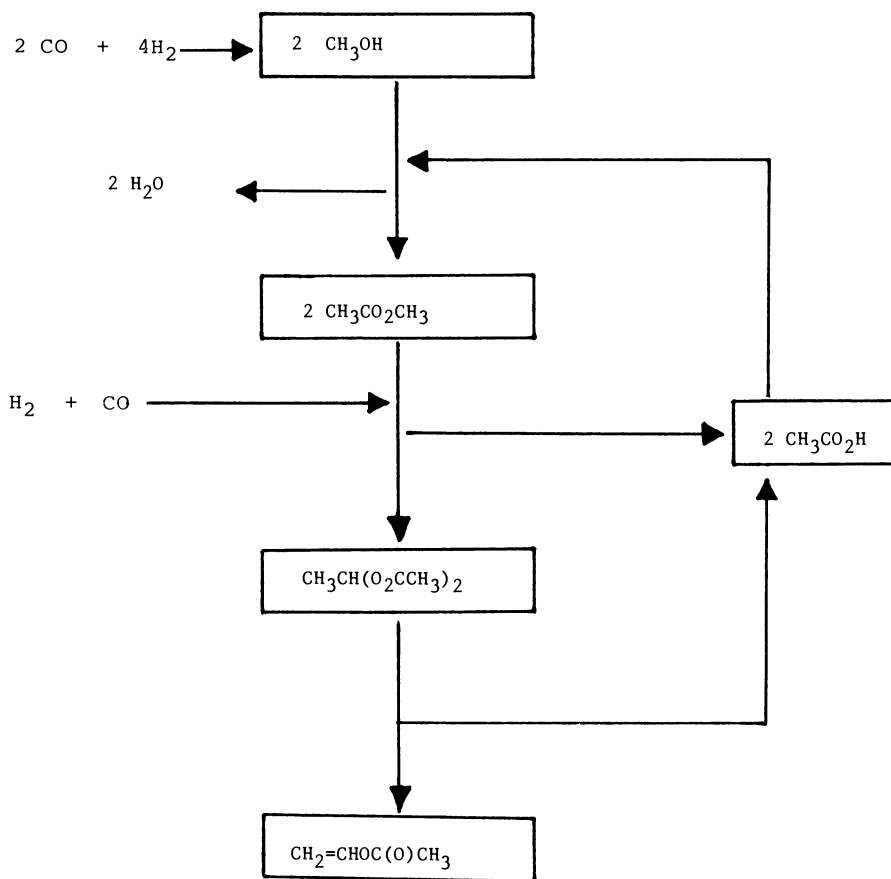 2 CO + 4H₂
2 CH₃OH
2 H₂O
2 CH₃CO₂CH₃
H₂ + CO
2 CH₃CO₂H
CH₃CH(O₂CCH₃)₂
CH₂=CHOC(O)CH₃